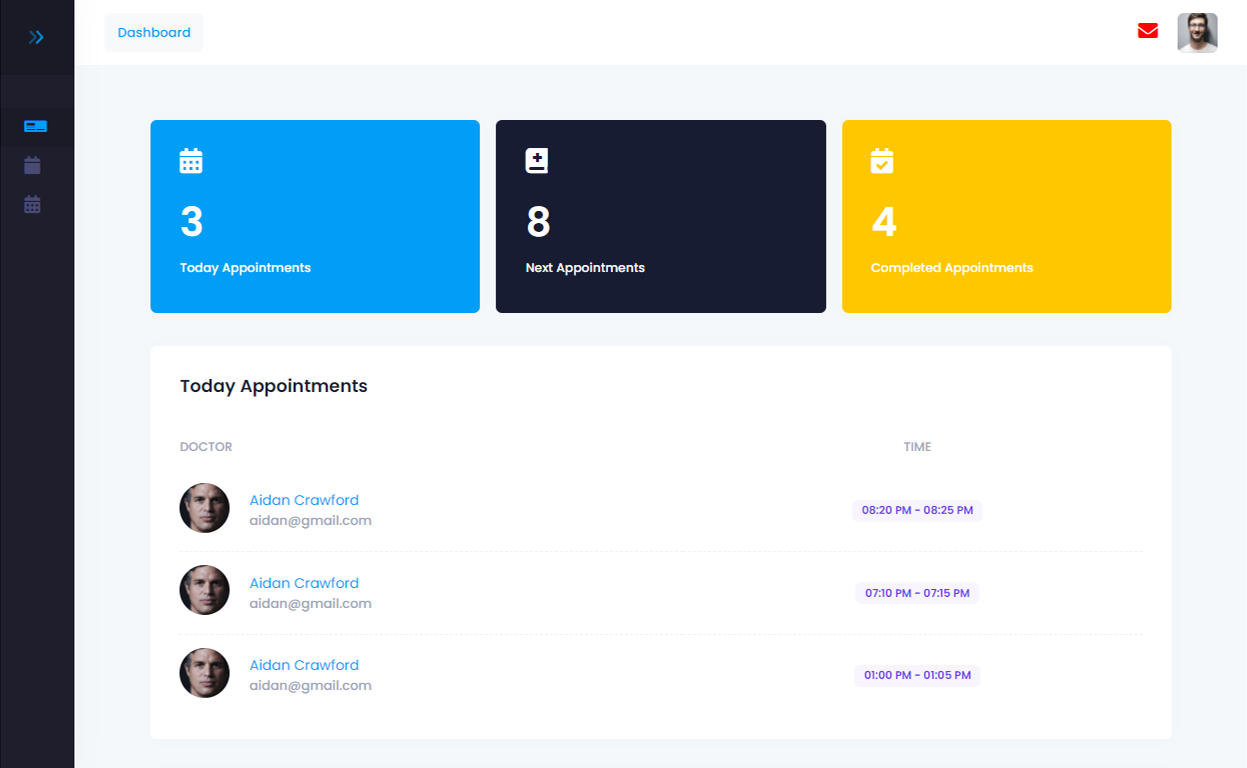 Dashboard
3
Today Appointments
8
Next Appointments
4
Completed Appointments
Today Appointments
DOCTOR TIME
Aidan Crawford
aidan@gmail.com
08:20 PM - 08:25 PM
Aidan Crawford
aidan@gmail.com
07:10 PM - 07:15 PM
Aidan Crawford
aidan@gmail.com
01:00 PM - 01:05 PM